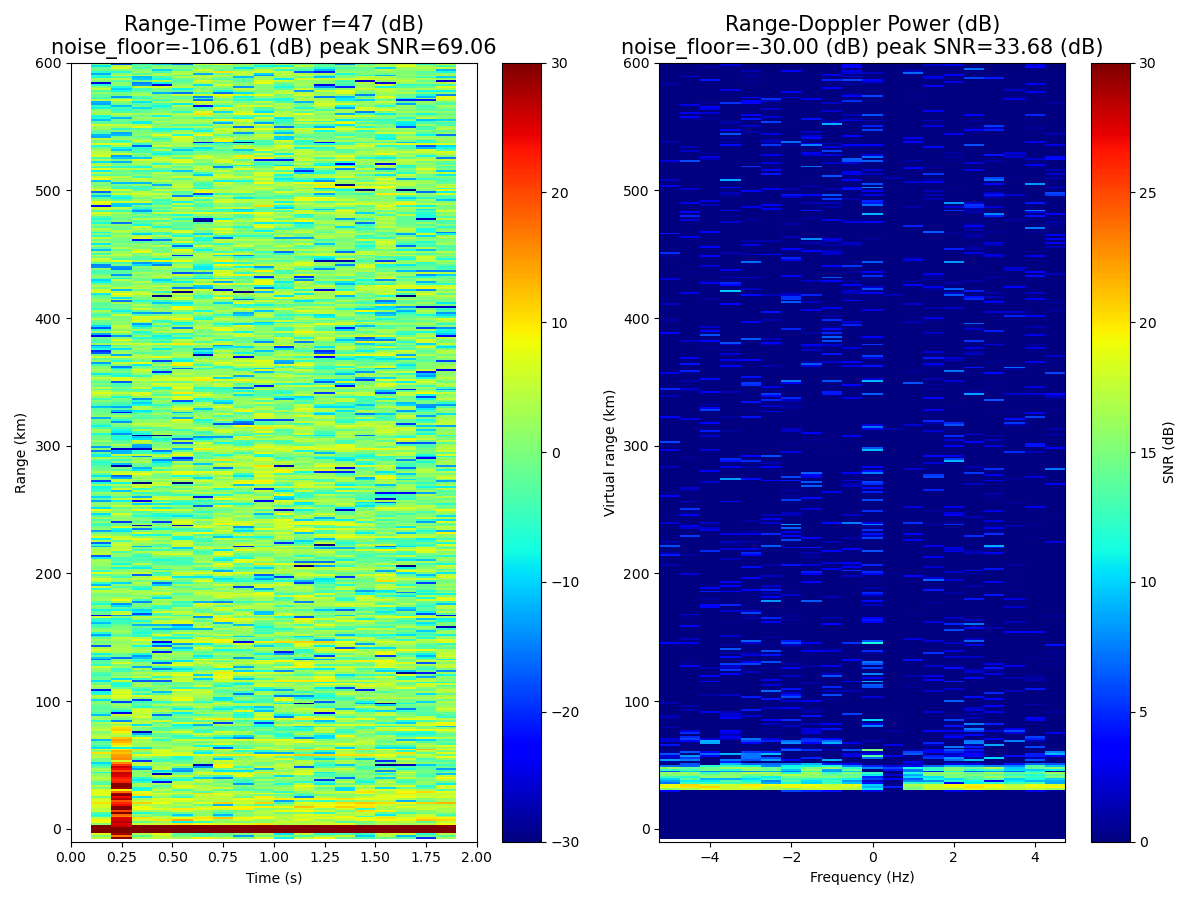 Range-Time Power f=47 (dB)
noise_floor=-106.61 (dB) peak SNR=69.06
600
500
400
300
200
100
0
Range (km)
0.00 0.25 0.50 0.75 1.00 1.25 1.50 1.75 2.00
Time (s)
30
20
10
0
−10
−20
−30
Range-Doppler Power (dB)
noise_floor=-30.00 (dB) peak SNR=33.68 (dB)
600
500
400
300
200
100
0
Virtual range (km)
−4 −2 0 2 4
Frequency (Hz)
30
25
20
15
10
5
0
SNR (dB)